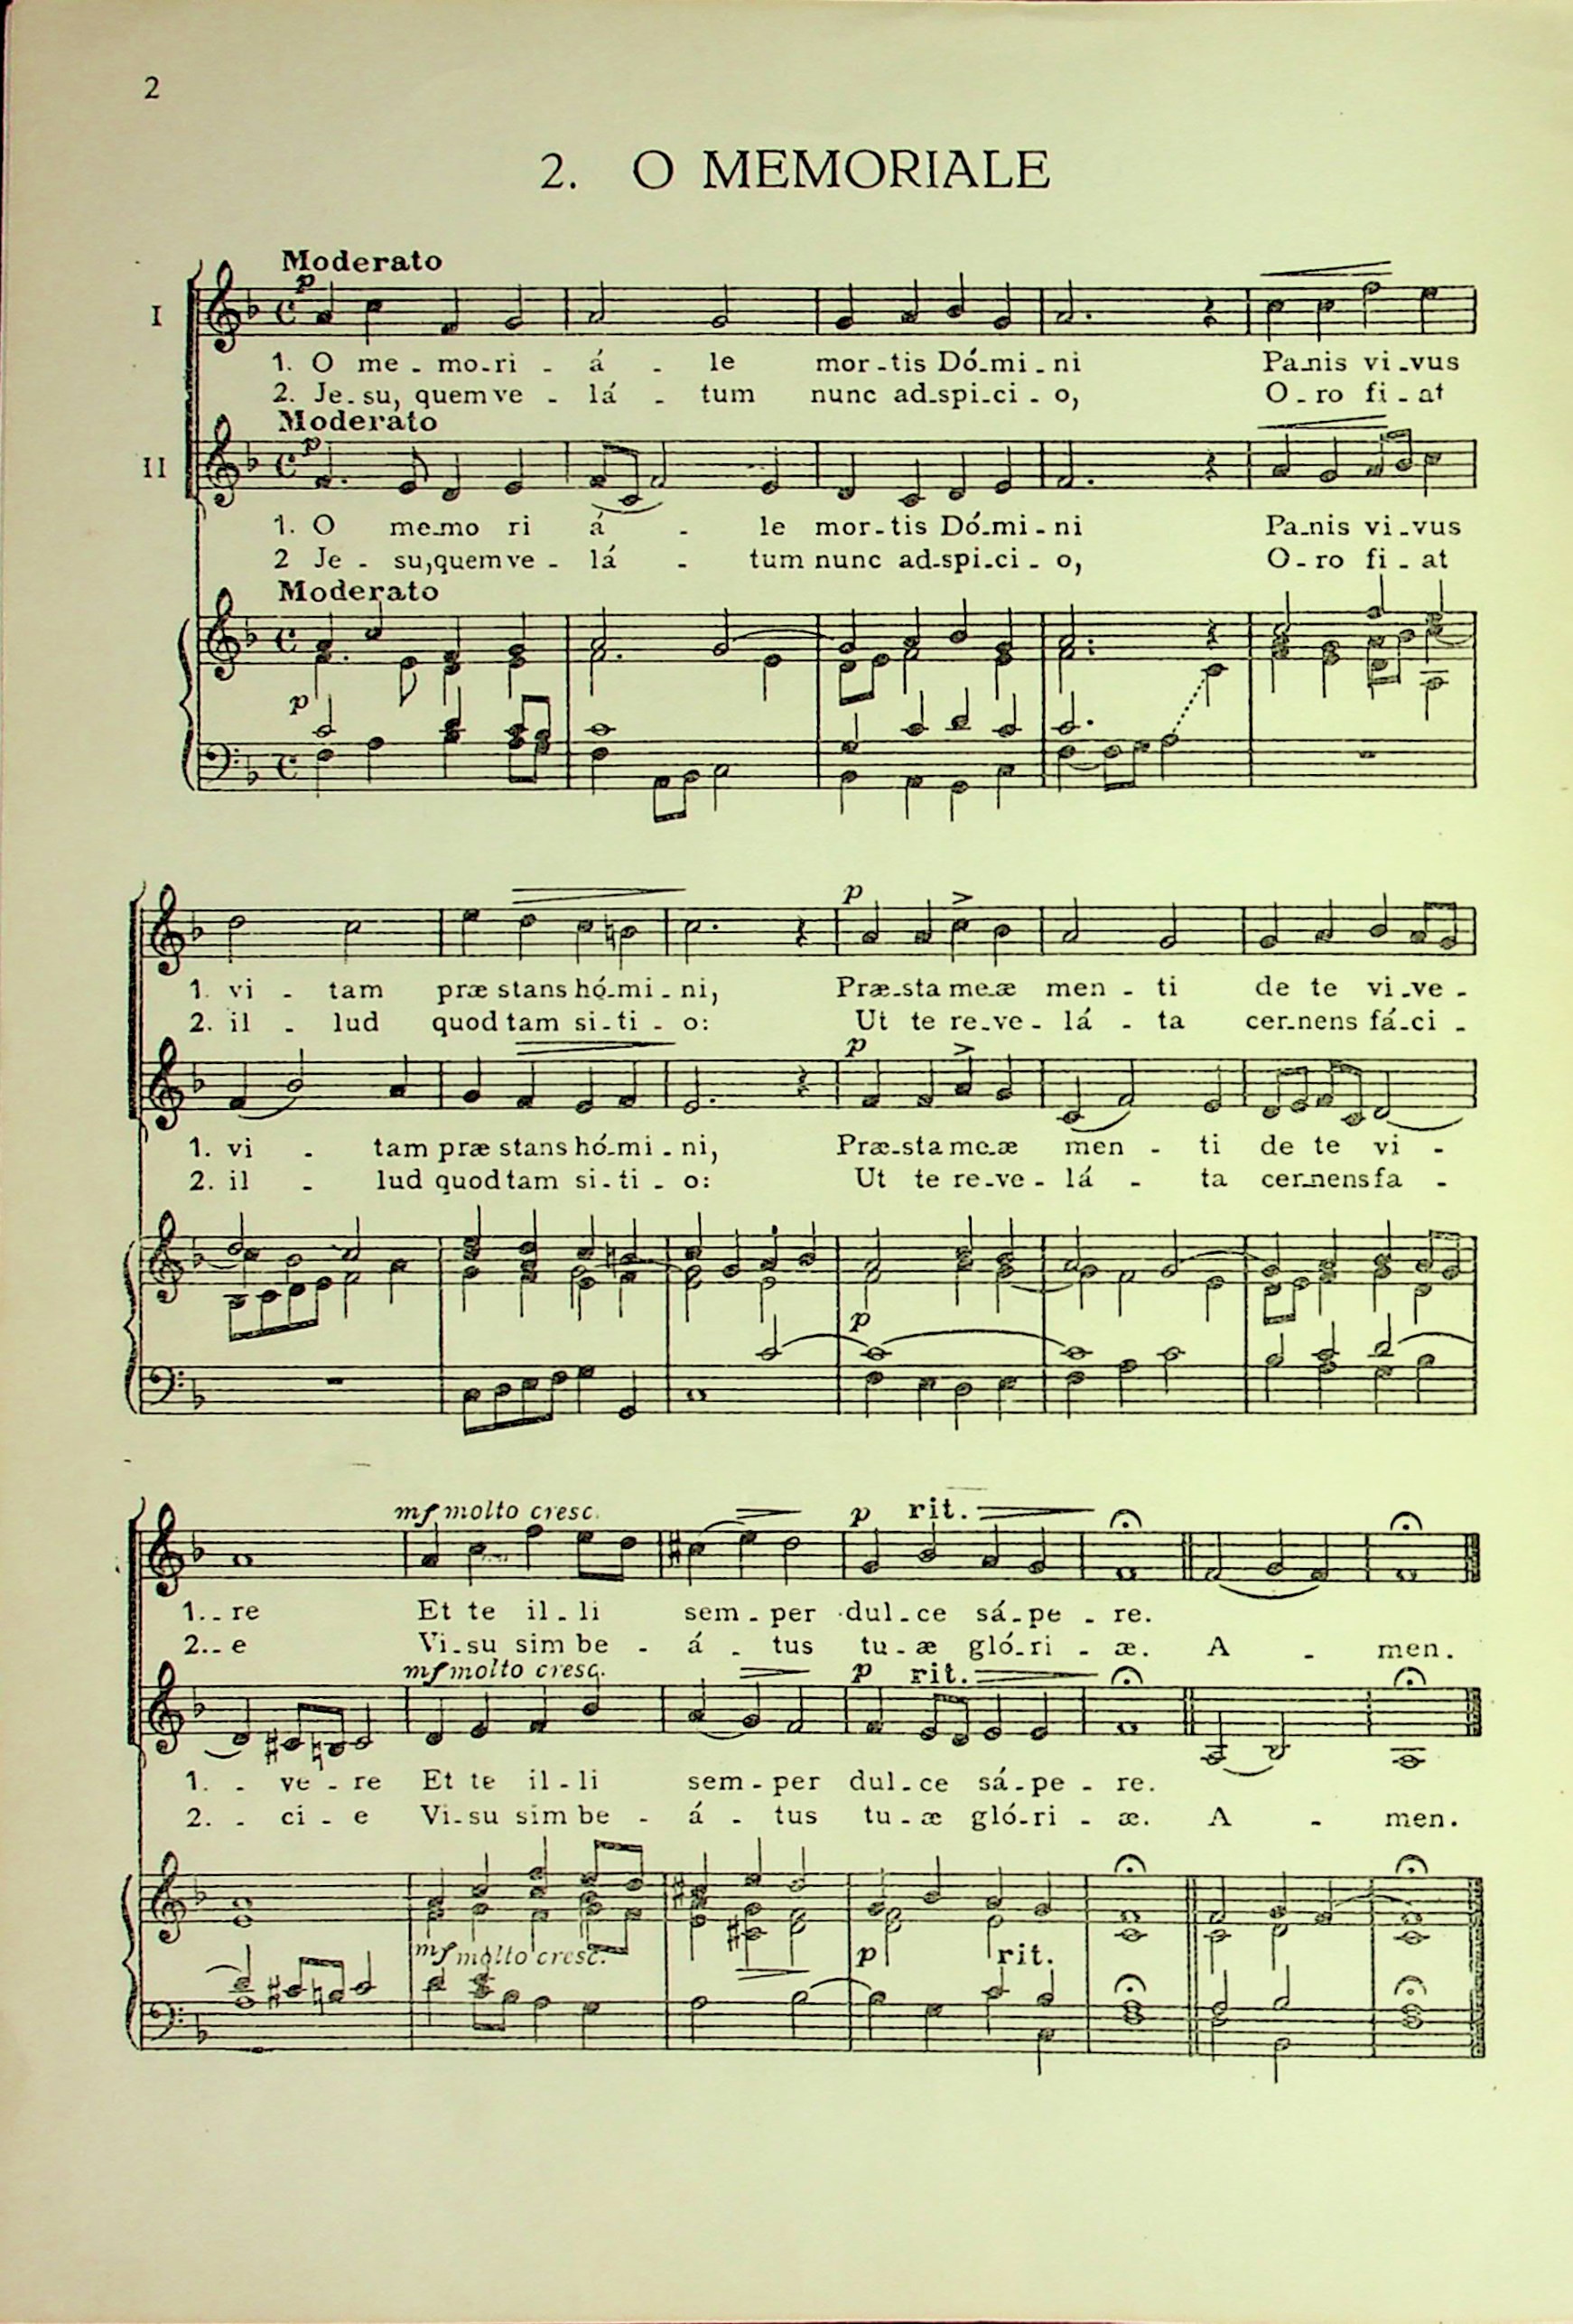 2
2. O MEMORIALE
Moderato
p
I
1. O me - mo-ri - á - le mor-tis Dó-mi-ni Pa-nis vi-vus
2. Je-su, quem ve - lá - tum nunc ad-spi-ci - o, O-ro fi-at
Moderato
p
II
1. O me-mo ri á - le mor-tis Dó-mi-ni Pa-nis vi-vus
2 Je - su, quem ve - lá - tum nunc ad-spi-ci - o, O-ro fi-at
Moderato
p
p
1. vi - tam præ stans hó-mi-ni, Præ-sta me-æ men - ti de te vi-ve -
2. il - lud quod tam si-ti - o: Ut te re-ve - lá - ta cer-nens fá-ci -
p
1. vi - tam præ stans hó-mi-ni, Præ-sta me-æ men - ti de te vi -
2. il - lud quod tam si-ti - o: Ut te re-ve - lá - ta cer-nens fa -
p
mf molto cresc. p rit.
1. - re Et te il-li sem-per dul-ce sá-pe - re.
2. - e Vi-su sim be - á - tus tu-æ gló-ri - æ. A - men.
mf molto cresc. p rit.
1. - ve - re Et te il-li sem-per dul-ce sá-pe - re.
2. - ci - e Vi-su sim be - á - tus tu-æ gló-ri - æ. A - men.
mf molto cresc. p rit.